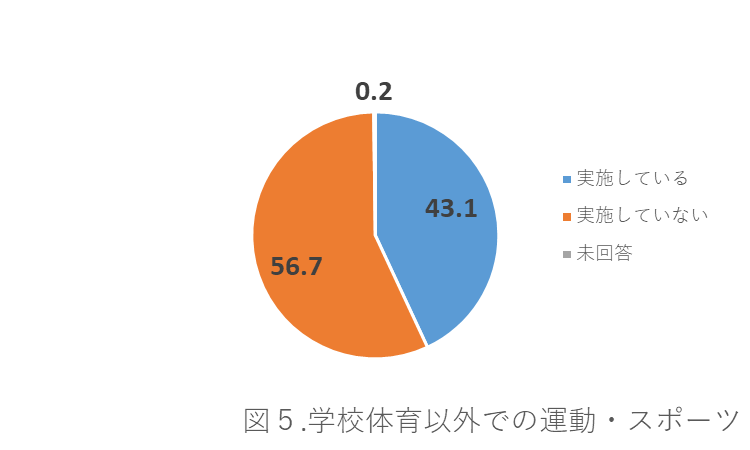 0.2
43.1
56.7
実施している
実施していない
未回答
図５.学校体育以外での運動・スポーツ